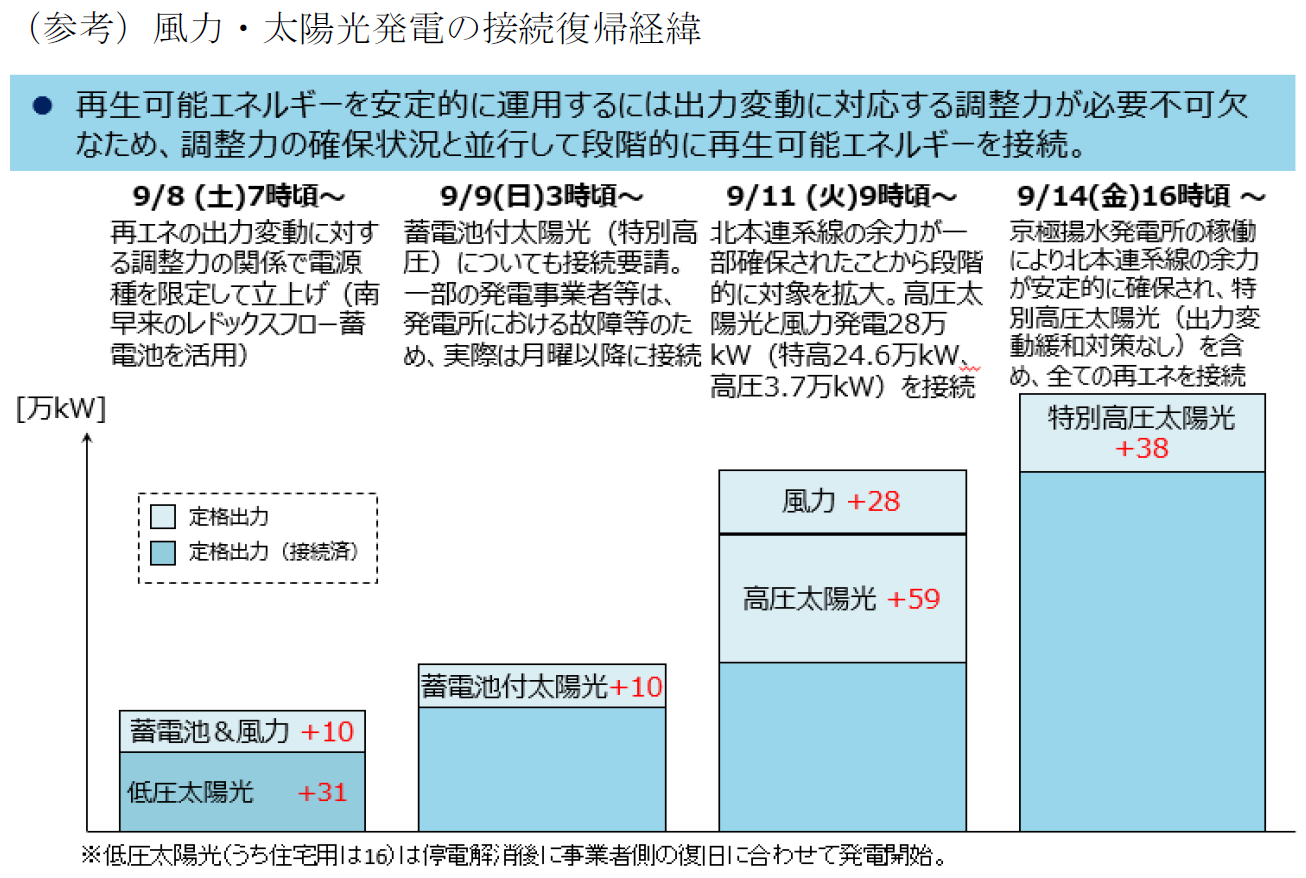 （参考）風力・太陽光発電の接続復帰経緯
● 再生可能エネルギーを安定的に運用するには出力変動に対応する調整力が必要不可欠
なため、調整力の確保状況と並行して段階的に再生可能エネルギーを接続。
9/8 (土)7時頃～
再エネの出力変動に対す
る調整力の関係で電源
種を限定して立上げ（南
早来のレドックスフロー蓄
電池を活用）
9/9(日)3時頃～
蓄電池付太陽光（特別高
圧）についても接続要請。
一部の発電事業者等は、
発電所における故障等のた
め、実際は月曜以降に接続
9/11 (火)9時頃～
北本連系線の余力が一
部確保されたことから段階
的に対象を拡大。高圧太
陽光と風力発電28万
kW（特高24.6万kW、
高圧3.7万kW）を接続
9/14(金)16時頃 ～
京極揚水発電所の稼働
により北本連系線の余力
が安定的に確保され、特
別高圧太陽光（出力変
動緩和対策なし）を含
め、全ての再エネを接続
[万kW]
定格出力
定格出力（接続済）
蓄電池＆風力 +10
低圧太陽光 +31
蓄電池付太陽光+10
風力 +28
高圧太陽光 +59
特別高圧太陽光
+38
※低圧太陽光(うち住宅用は16)は停電解消後に事業者側の復旧に合わせて発電開始。